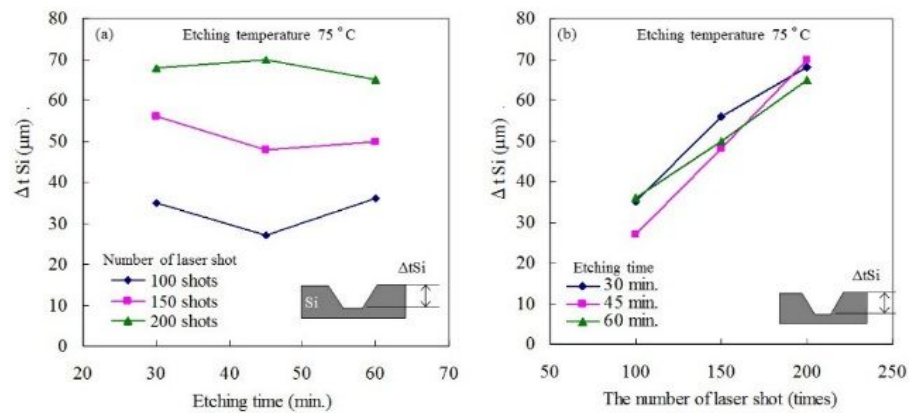 (a)
Etching temperature 75 °C
80
70
60
50
40
30
20
10
0
Δ t Si (μm) .
Number of laser shot
100 shots
150 shots
200 shots
ΔtSi
Si
20
30
40
50
60
70
Etching time (min.)
(b)
Etching temperature 75 °C
80
70
60
50
40
30
20
10
0
Δ t Si (μm) .
Etching time
30 min.
45 min.
60 min.
ΔtSi
50
100
150
200
250
The number of laser shot (times)